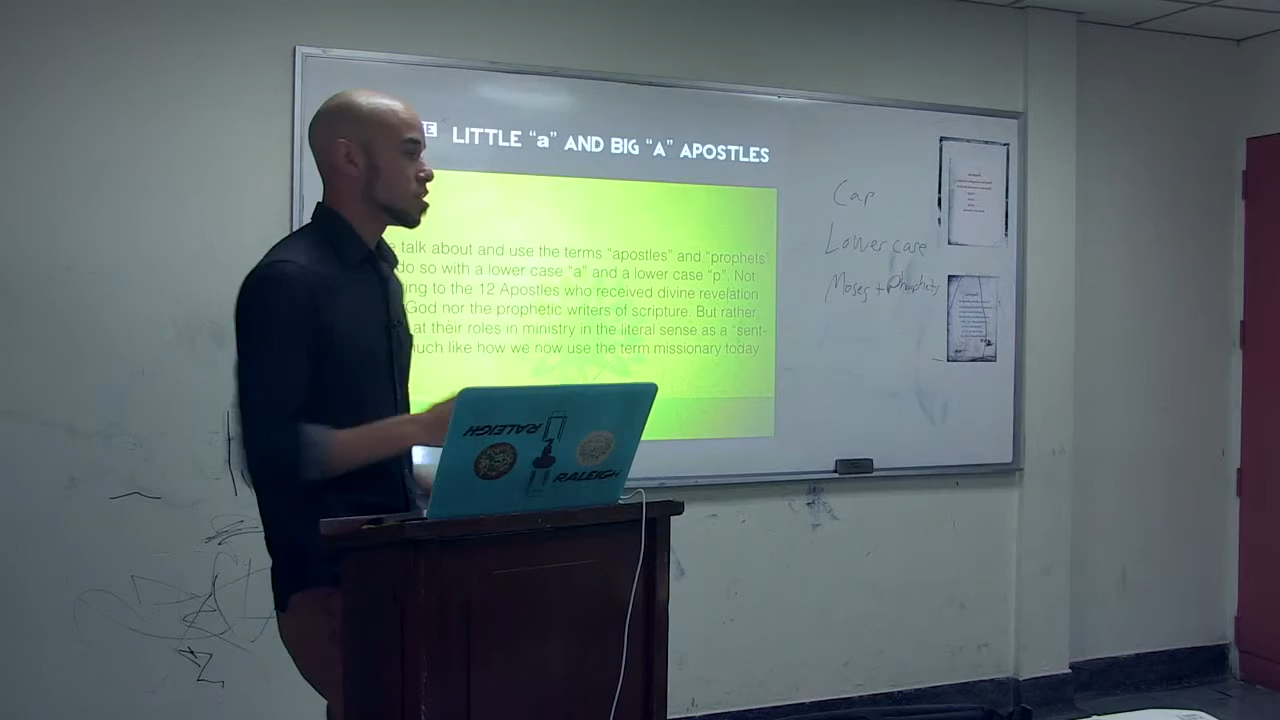 LITTLE “a” AND BIG “A” APOSTLES
talk about and use the terms “apostles” and “prophets”
do so with a lower case “a” and a lower case “p”. Not
to the 12 Apostles who received divine revelation
God nor the prophetic writers of scripture. But rather
at their roles in ministry in the literal sense as a “sent-
much like how we now use the term missionary today
Cap
Lower case
Moses +
RALEIGH
RALEIGH